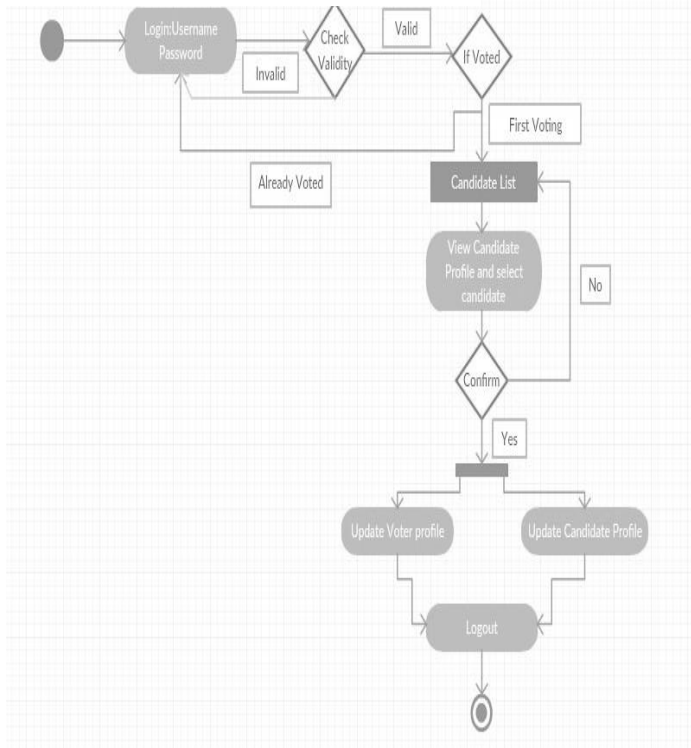 Login:Username
Password
Check
Validity
Valid
If Voted
Invalid
First Voting
Already Voted
Candidate List
View Candidate
Profile and select
candidate
No
Confirm
Yes
Update Voter profile
Update Candidate Profile
Logout